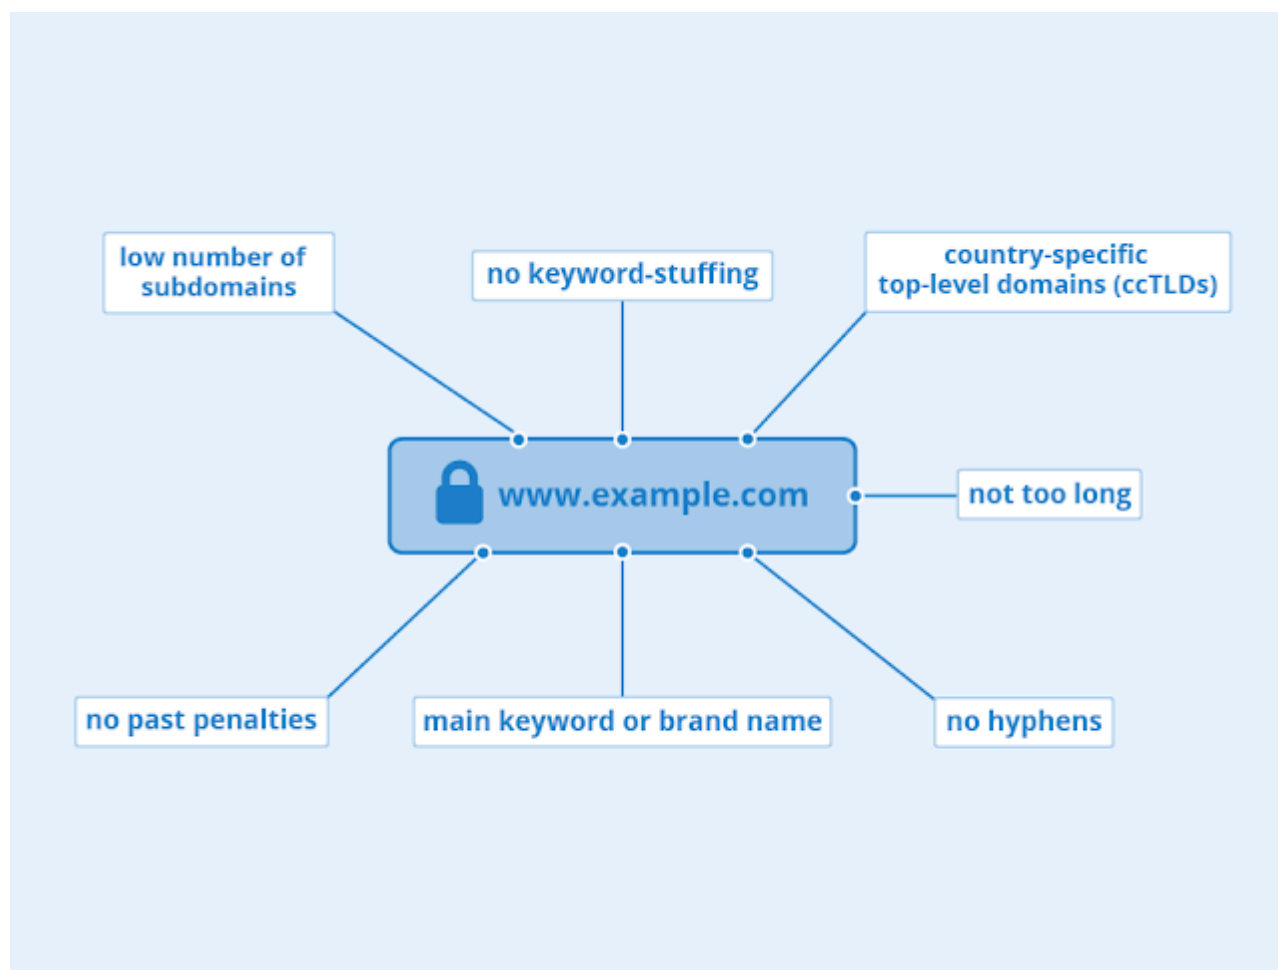 low number of
subdomains
no keyword-stuffing
country-specific
top-level domains (ccTLDs)
www.example.com
not too long
no past penalties
main keyword or brand name
no hyphens